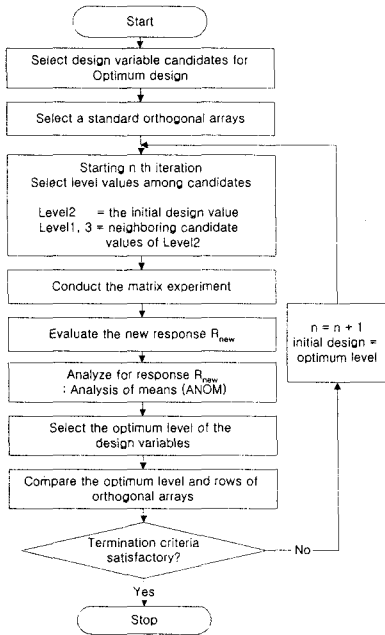 Start
Select design variable candidates for
Optimum design
Select a standard orthogonal arrays
Starting n th iteration
Select level values among candidates
Level2 = the initial design value
Level1, 3 = neighboring candidate
values of Level2
Conduct the matrix experiment
Evaluate the new response Rnew
Analyze for response Rnew
: Analysis of means (ANOM)
Select the optimum level of the
design variables
Compare the optimum level and rows of
orthogonal arrays
Termination criteria
satisfactory?
No
n = n + 1
initial design =
optimum level
Yes
Stop